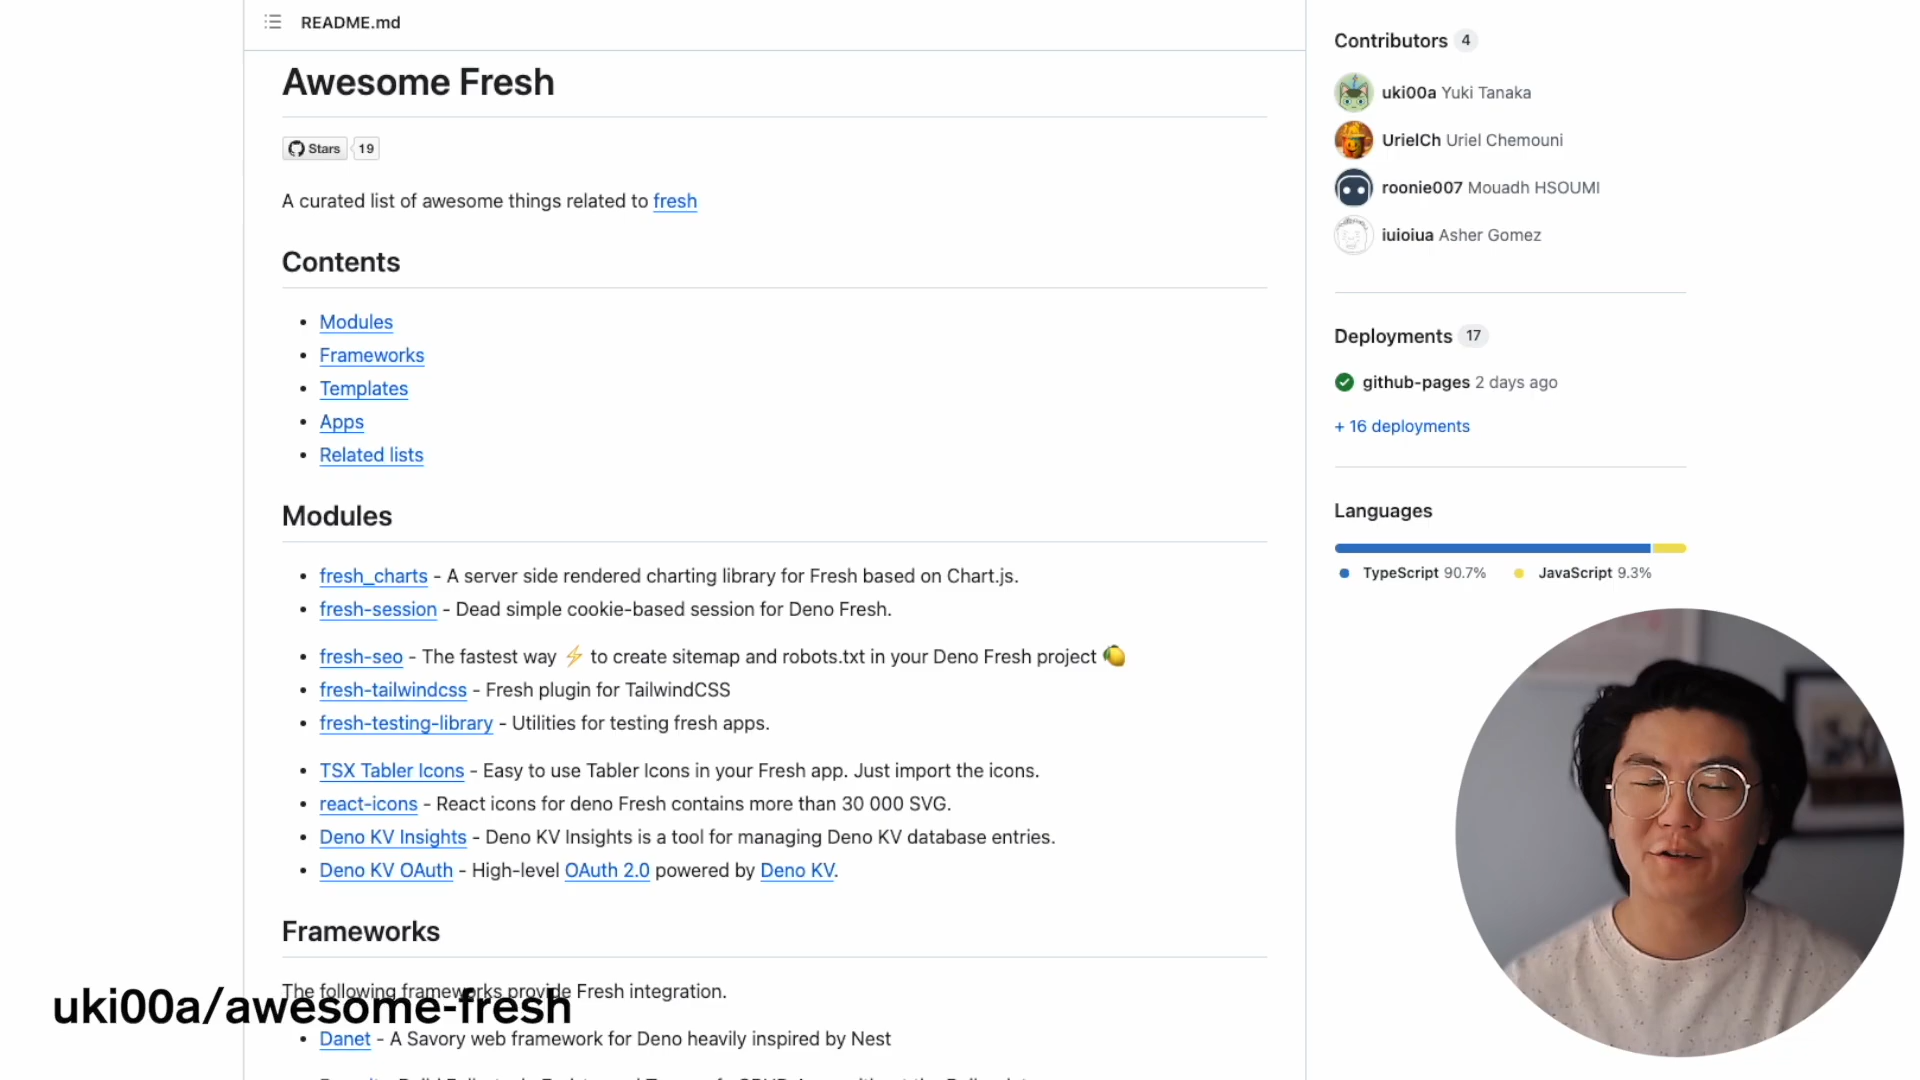 README.md
Awesome Fresh
Stars 19
A curated list of awesome things related to fresh
Contents
Modules
Frameworks
Templates
Apps
Related lists
Modules
fresh_charts - A server side rendered charting library for Fresh based on Chart.js.
fresh-session - Dead simple cookie-based session for Deno Fresh.
fresh-seo - The fastest way ⚡ to create sitemap and robots.txt in your Deno Fresh project 🍋
fresh-tailwindcss - Fresh plugin for TailwindCSS
fresh-testing-library - Utilities for testing fresh apps.
TSX Tabler Icons - Easy to use Tabler Icons in your Fresh app. Just import the icons.
react-icons - React icons for deno Fresh contains more than 30 000 SVG.
Deno KV Insights - Deno KV Insights is a tool for managing Deno KV database entries.
Deno KV OAuth - High-level OAuth 2.0 powered by Deno KV.
Frameworks
The following frameworks provide Fresh integration.
Danet - A Savory web framework for Deno heavily inspired by Nest
uki00a/awesome-fresh
Contributors 4
uki00a Yuki Tanaka
UrielCh Uriel Chemouni
roonie007 Mouadh HSOUMI
iuioiua Asher Gomez
Deployments 17
github-pages 2 days ago
+ 16 deployments
Languages
TypeScript 90.7% JavaScript 9.3%